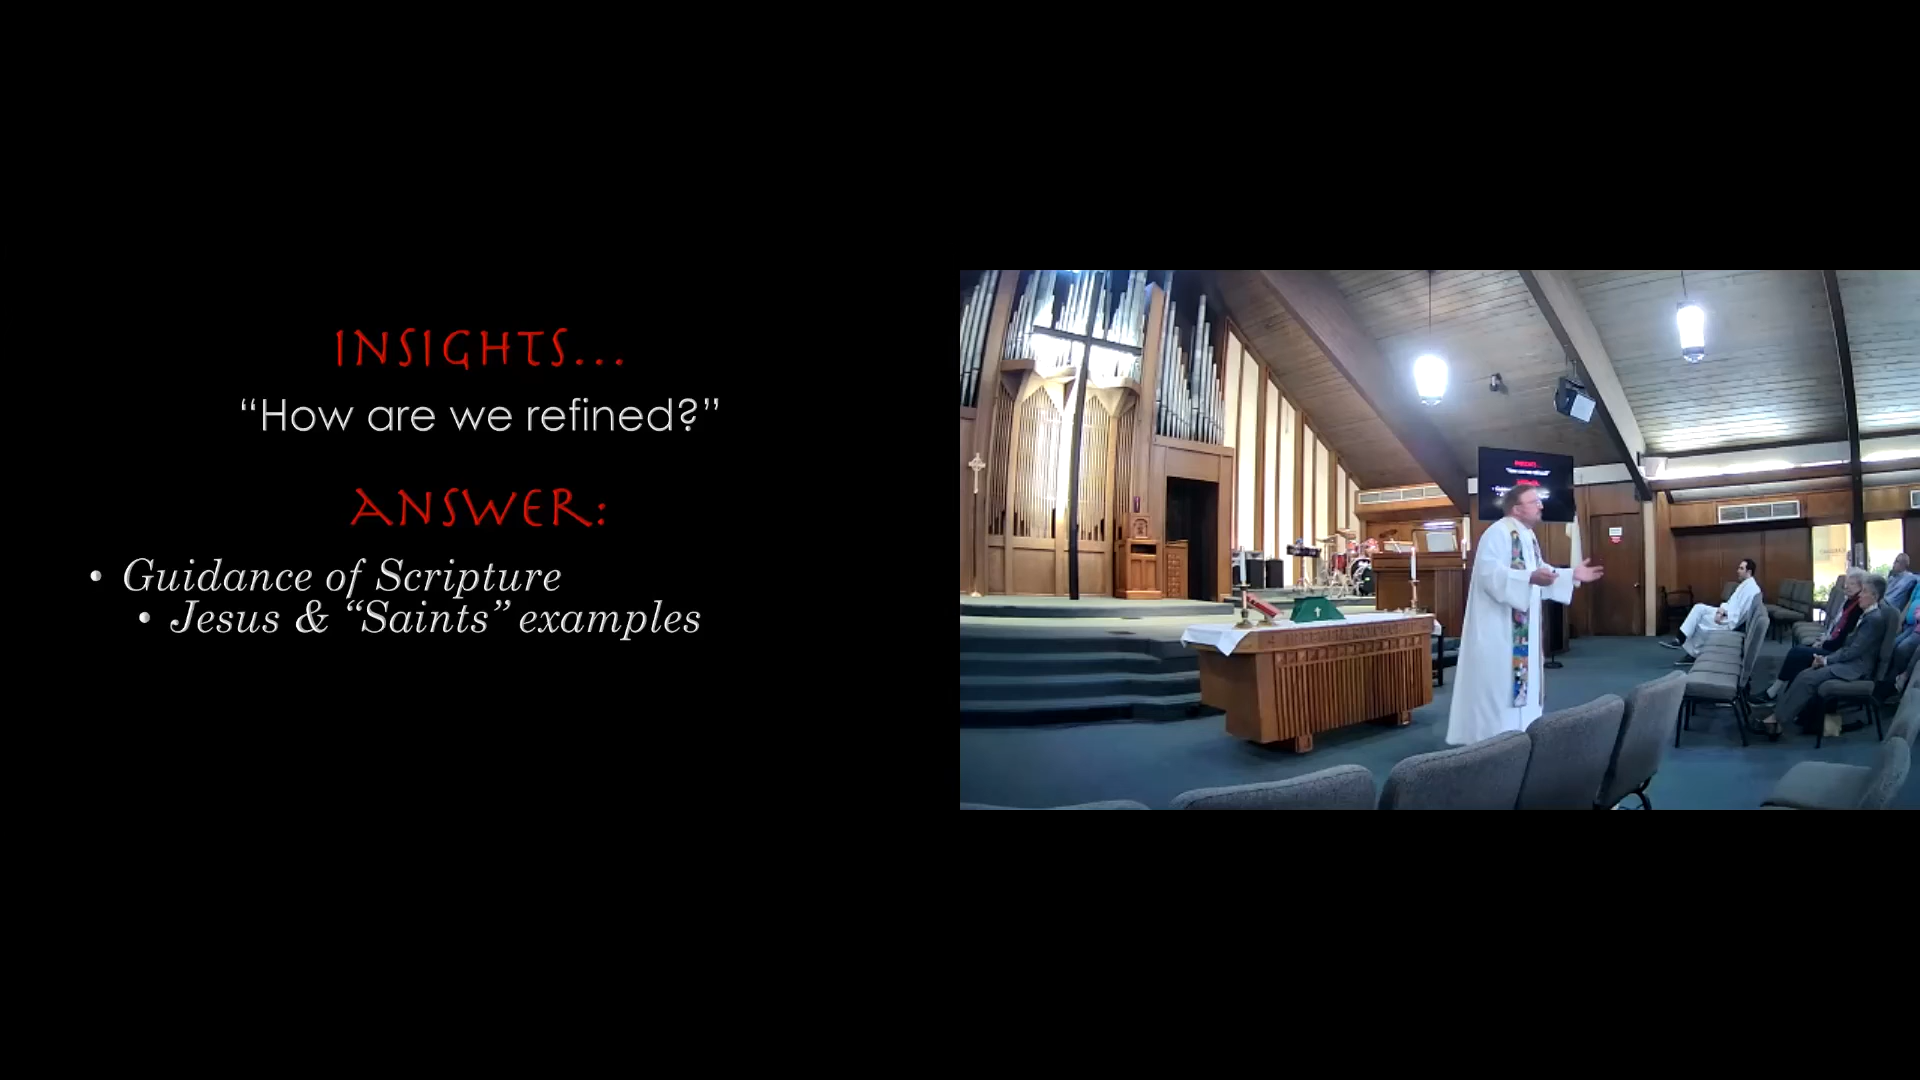 INSIGHTS...
“How are we refined?”
ANSWER:
• Guidance of Scripture
• Jesus & “Saints” examples